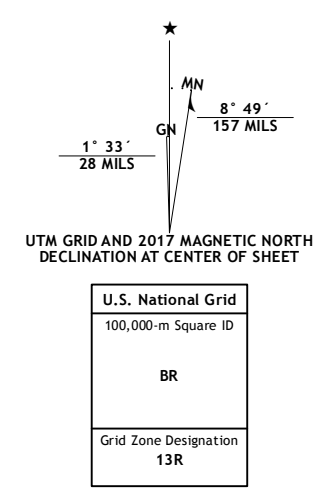 MN
8° 49´
157 MILS
GN
1° 33´
28 MILS
UTM GRID AND 2017 MAGNETIC NORTH
DECLINATION AT CENTER OF SHEET
U.S. National Grid
100,000-m Square ID
BR
Grid Zone Designation
13R